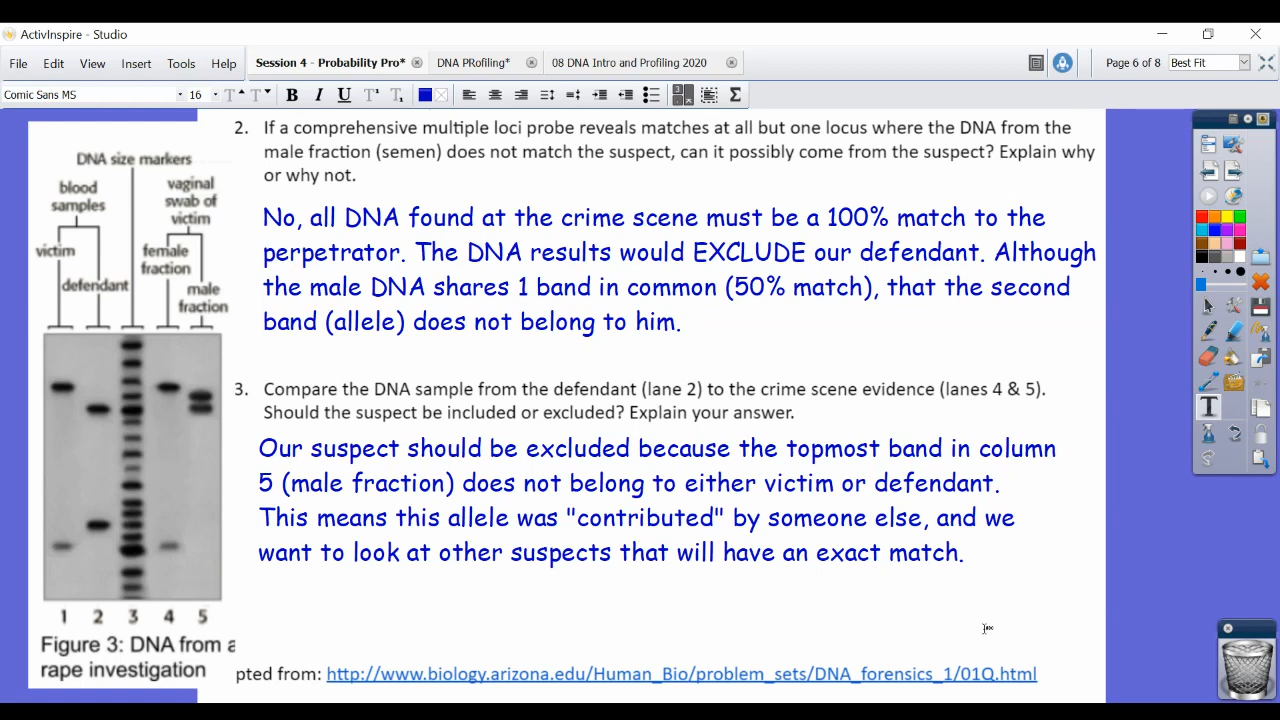 ActivInspire - Studio
File Edit View Insert Tools Help
Session 4 - Probability Pro* DNA PRofiling* 08 DNA Intro and Profiling 2020
Page 6 of 8 Best Fit
Comic Sans MS 16 B I U
2. If a comprehensive multiple loci probe reveals matches at all but one locus where the DNA from the
male fraction (semen) does not match the suspect, can it possibly come from the suspect? Explain why
or why not.
No, all DNA found at the crime scene must be a 100% match to the
perpetrator. The DNA results would EXCLUDE our defendant. Although
the male DNA shares 1 band in common (50% match), that the second
band (allele) does not belong to him.
3. Compare the DNA sample from the defendant (lane 2) to the crime scene evidence (lanes 4 & 5).
Should the suspect be included or excluded? Explain your answer.
Our suspect should be excluded because the topmost band in column
5 (male fraction) does not belong to either victim or defendant.
This means this allele was "contributed" by someone else, and we
want to look at other suspects that will have an exact match.
DNA size markers
blood
samples
vaginal
swab of
victim
victim
defendant
female
fraction
male
fraction
1 2 3 4 5
Figure 3: DNA from a
rape investigation
pted from: http://www.biology.arizona.edu/Human_Bio/problem_sets/DNA_forensics_1/01Q.html